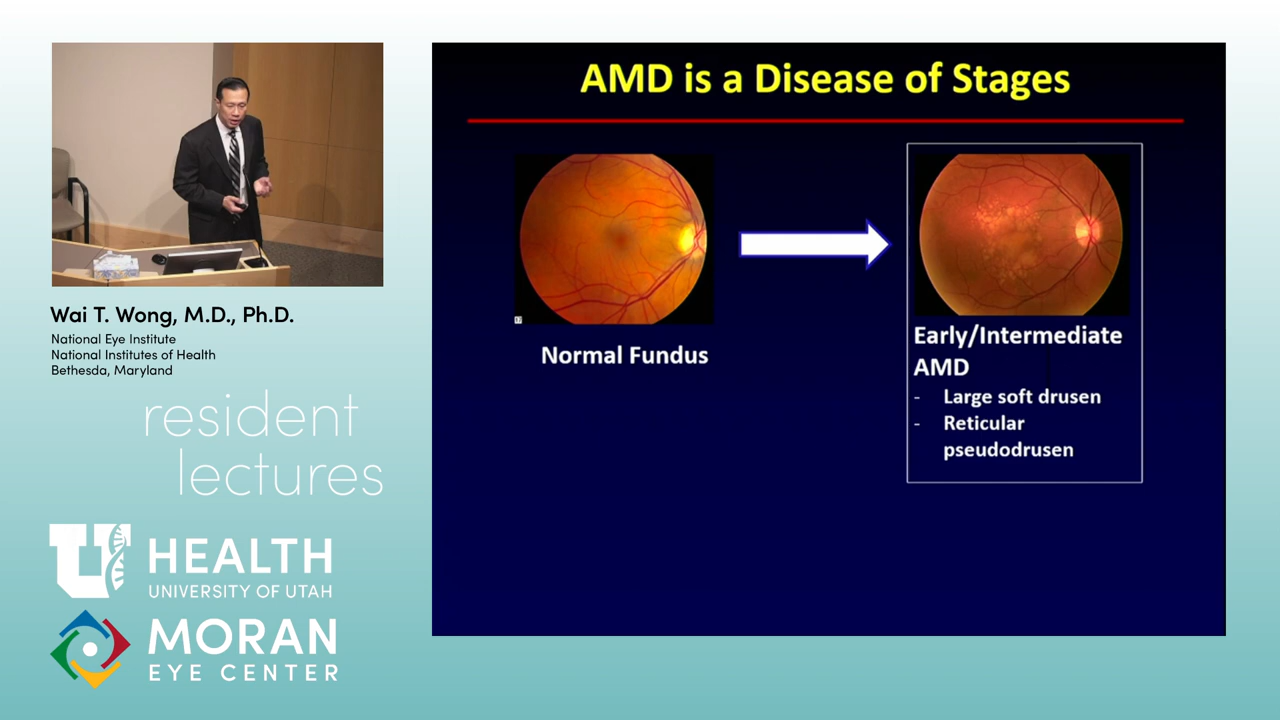 AMD is a Disease of Stages
Normal Fundus
Early/Intermediate
AMD
- Large soft drusen
- Reticular
pseudodrusen
Wai T. Wong, M.D., Ph.D.
National Eye Institute
National Institutes of Health
Bethesda, Maryland
resident
lectures
U HEALTH
UNIVERSITY OF UTAH
MORAN
EYE CENTER